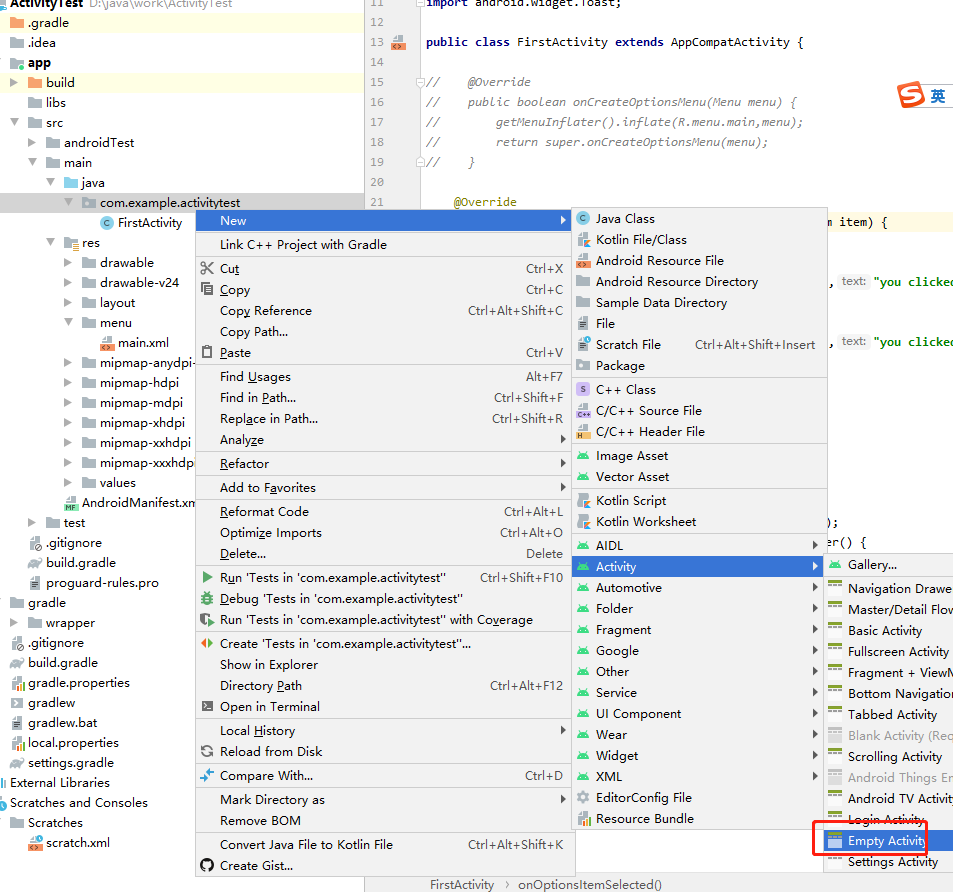 ActivityTest D:\java\work\ActivityTest
.gradle
.idea
app
build
libs
src
androidTest
main
java
com.example.activitytest
FirstActivity
res
drawable
drawable-v24
layout
menu
main.xml
mipmap-anydpi-
mipmap-hdpi
mipmap-mdpi
mipmap-xhdpi
mipmap-xxhdpi
mipmap-xxxhdp
values
AndroidManifest.xm
test
.gitignore
build.gradle
proguard-rules.pro
gradle
wrapper
.gitignore
build.gradle
gradle.properties
gradlew
gradlew.bat
local.properties
settings.gradle
External Libraries
Scratches and Consoles
Scratches
scratch.xml
11 import android.widget.Toast;
12
13 public class FirstActivity extends AppCompatActivity {
14
15 // @Override
16 // public boolean onCreateOptionsMenu(Menu menu) {
17 // getMenuInflater().inflate(R.menu.main,menu);
18 // return super.onCreateOptionsMenu(menu);
19 // }
20
21 @Override
item) {
, text: "you clicked
, text: "you clicked
);
er() {
S 英
New
Link C++ Project with Gradle
Cut Ctrl+X
Copy Ctrl+C
Copy Reference Ctrl+Alt+Shift+C
Copy Path...
Paste Ctrl+V
Find Usages Alt+F7
Find in Path... Ctrl+Shift+F
Replace in Path... Ctrl+Shift+R
Analyze
Refactor
Add to Favorites
Reformat Code Ctrl+Alt+L
Optimize Imports Ctrl+Alt+O
Delete... Delete
Run 'Tests in 'com.example.activitytest'' Ctrl+Shift+F10
Debug 'Tests in 'com.example.activitytest''
Run 'Tests in 'com.example.activitytest'' with Coverage
Create 'Tests in 'com.example.activitytest''...
Show in Explorer
Directory Path Ctrl+Alt+F12
Open in Terminal
Local History
Reload from Disk
Compare With... Ctrl+D
Mark Directory as
Remove BOM
Convert Java File to Kotlin File Ctrl+Alt+Shift+K
Create Gist...
Java Class
Kotlin File/Class
Android Resource File
Android Resource Directory
Sample Data Directory
File
Scratch File Ctrl+Alt+Shift+Insert
Package
C++ Class
C/C++ Source File
C/C++ Header File
Image Asset
Vector Asset
Kotlin Script
Kotlin Worksheet
AIDL
Activity
Automotive
Folder
Fragment
Google
Other
Service
UI Component
Wear
Widget
XML
EditorConfig File
Resource Bundle
Gallery...
Navigation Drawe
Master/Detail Flow
Basic Activity
Fullscreen Activity
Fragment + ViewM
Bottom Navigation
Tabbed Activity
Blank Activity (Req
Scrolling Activity
Android Things Em
Android TV Activity
Login Activity
Empty Activity
Settings Activity
FirstActivity › onOptionsItemSelected()